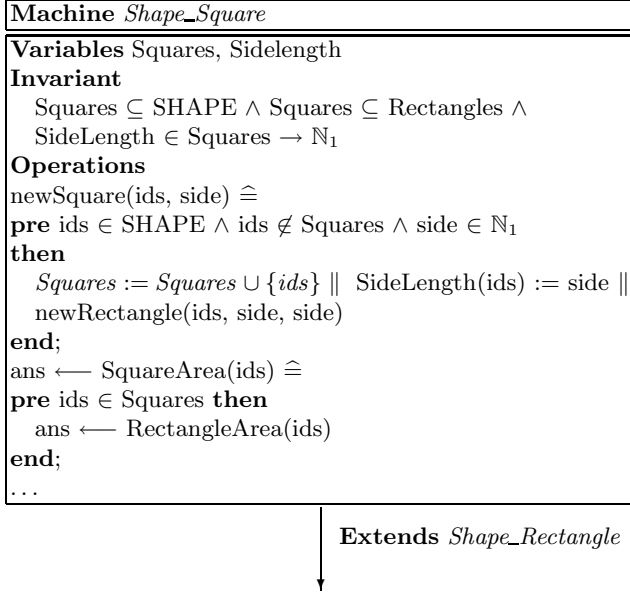 Machine Shape_Square
Variables Squares, Sidelength
Invariant
Squares ⊆ SHAPE ∧ Squares ⊆ Rectangles ∧
SideLength ∈ Squares → ℕ₁
Operations
newSquare(ids, side) ≙
pre ids ∈ SHAPE ∧ ids ∉ Squares ∧ side ∈ ℕ₁
then
Squares := Squares ∪ {ids} ∥ SideLength(ids) := side ∥
newRectangle(ids, side, side)
end;
ans ⟵ SquareArea(ids) ≙
pre ids ∈ Squares then
ans ⟵ RectangleArea(ids)
end;
...
Extends Shape_Rectangle